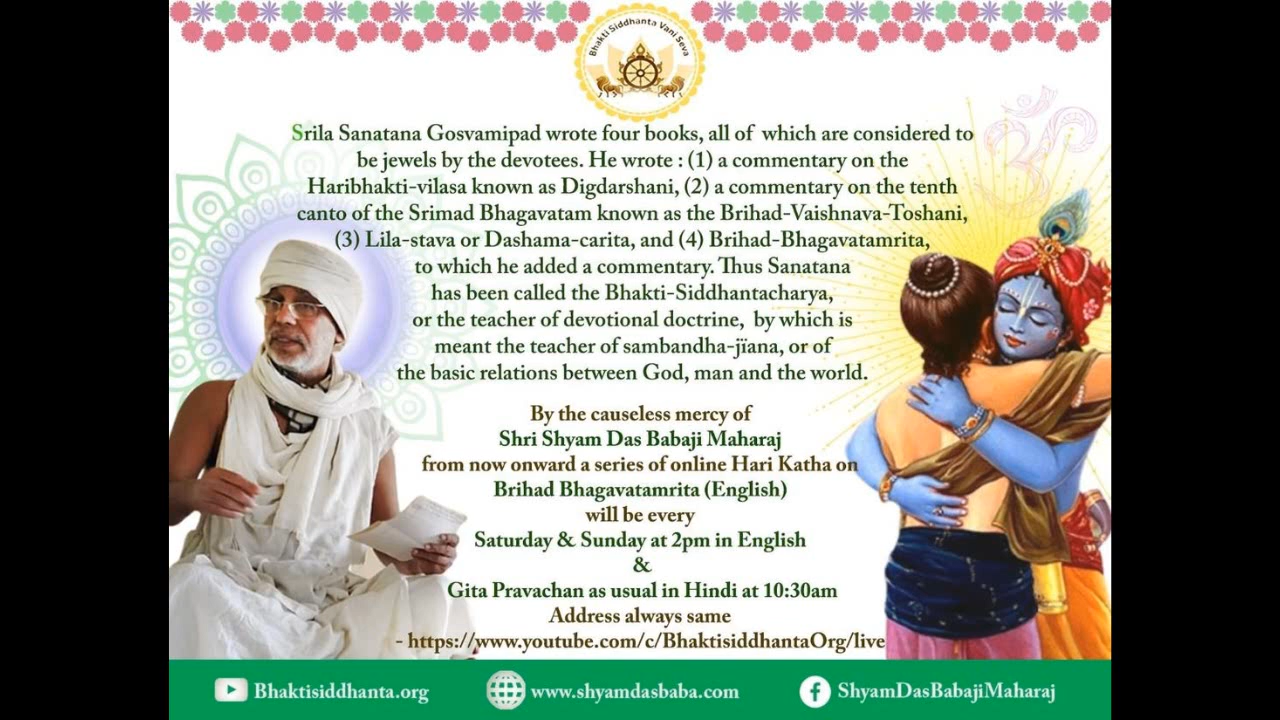 Bhakti Siddhanta Vani Seva
Srila Sanatana Gosvamipad wrote four books, all of which are considered to
be jewels by the devotees. He wrote : (1) a commentary on the
Haribhakti-vilasa known as Digdarshani, (2) a commentary on the tenth
canto of the Srimad Bhagavatam known as the Brihad-Vaishnava-Toshani,
(3) Lila-stava or Dashama-carita, and (4) Brihad-Bhagavatamrita,
to which he added a commentary. Thus Sanatana
has been called the Bhakti-Siddhantacharya,
or the teacher of devotional doctrine, by which is
meant the teacher of sambandha-jïana, or of
the basic relations between God, man and the world.
By the causeless mercy of
Shri Shyam Das Babaji Maharaj
from now onward a series of online Hari Katha on
Brihad Bhagavatamrita (English)
will be every
Saturday & Sunday at 2pm in English
&
Gita Pravachan as usual in Hindi at 10:30am
Address always same
- https://www.youtube.com/c/BhaktisiddhantaOrg/live
Bhaktisiddhanta.org www.shyamdasbaba.com ShyamDasBabajiMaharaj
ॐ